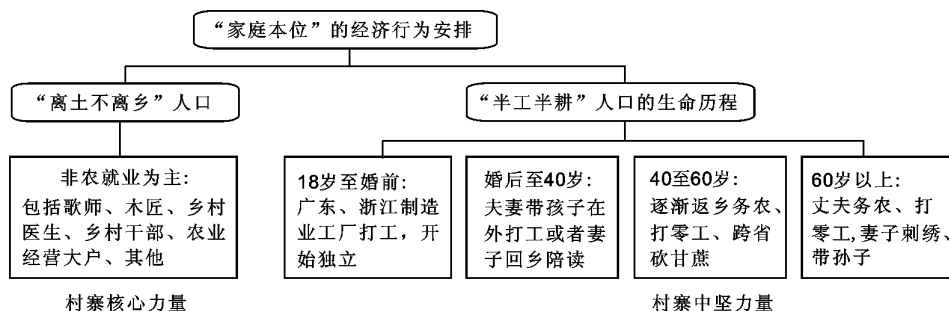 “家庭本位”的经济行为安排
“离土不离乡”人口
“半工半耕”人口的生命历程
非农就业为主:
包括歌师、木匠、乡村
医生、乡村干部、农业
经营大户、其他
18岁至婚前:
广东、浙江制造
业工厂打工，开
始独立
婚后至40岁:
夫妻带孩子在
外打工或者妻
子回乡陪读
40至60岁:
逐渐返乡务农、
打零工、跨省
砍甘蔗
60岁以上:
丈夫务农、打
零工,妻子刺绣、
带孙子
村寨核心力量
村寨中坚力量